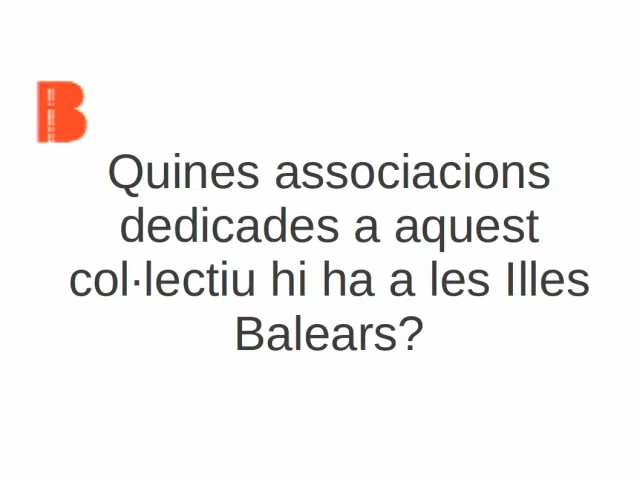 B
Quines associacions
dedicades a aquest
col·lectiu hi ha a les Illes
Balears?